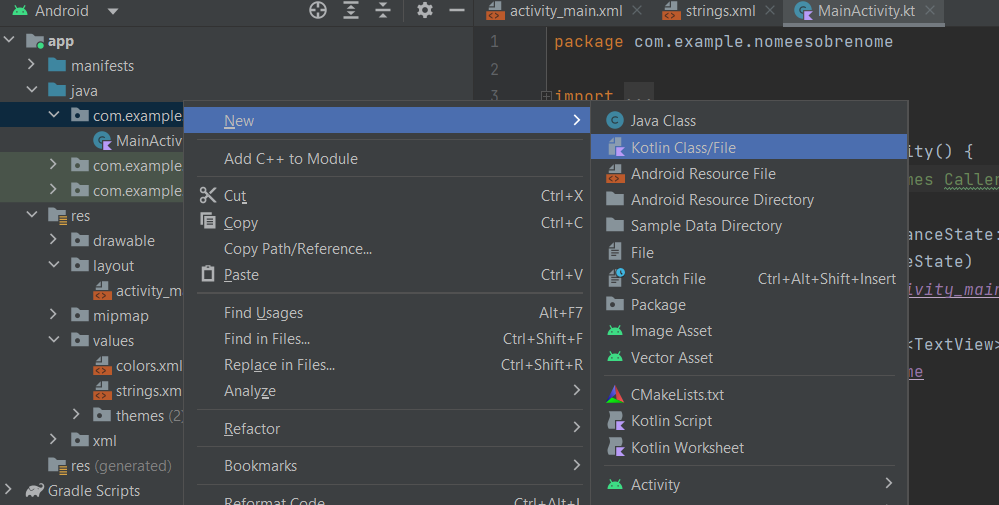 Android
activity_main.xml
strings.xml
MainActivity.kt
app
manifests
java
com.example
MainActiv
com.example
com.example
res
drawable
layout
activity_m
mipmap
values
colors.xml
strings.xm
themes (2)
xml
res (generated)
Gradle Scripts
New
Add C++ to Module
Cut Ctrl+X
Copy Ctrl+C
Copy Path/Reference...
Paste Ctrl+V
Find Usages Alt+F7
Find in Files... Ctrl+Shift+F
Replace in Files... Ctrl+Shift+R
Analyze
Refactor
Bookmarks
Reformat Code Ctrl+Alt+L
Java Class
Kotlin Class/File
Android Resource File
Android Resource Directory
Sample Data Directory
File
Scratch File Ctrl+Alt+Shift+Insert
Package
Image Asset
Vector Asset
CMakeLists.txt
Kotlin Script
Kotlin Worksheet
Activity
1 package com.example.nomeesobrenome
2
3 import ...
ity() {
mes Caller
anceState:
eState)
ivity_main
<TextView>
me